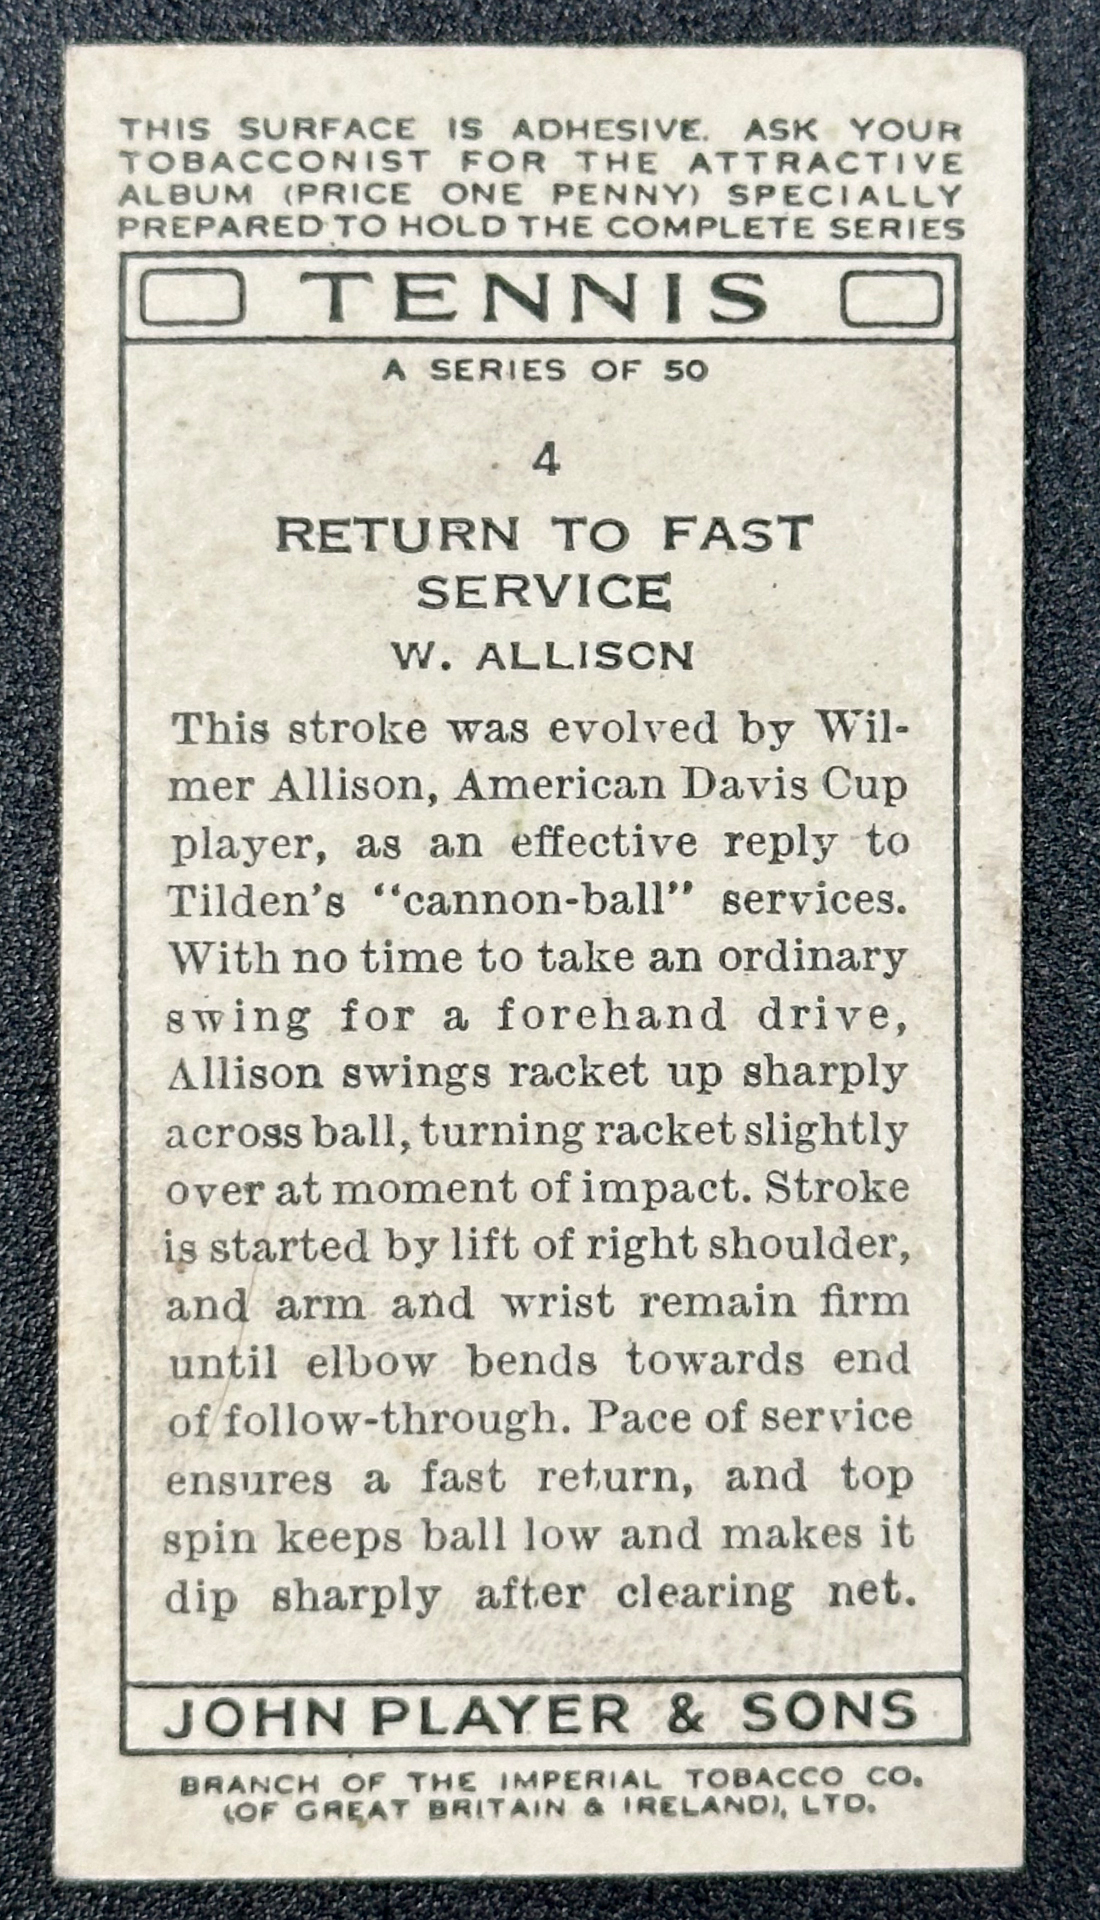 THIS SURFACE IS ADHESIVE. ASK YOUR
TOBACCONIST FOR THE ATTRACTIVE
ALBUM (PRICE ONE PENNY) SPECIALLY
PREPARED TO HOLD THE COMPLETE SERIES
TENNIS
A SERIES OF 50
4
RETURN TO FAST
SERVICE
W. ALLISON
This stroke was evolved by Wil-
mer Allison, American Davis Cup
player, as an effective reply to
Tilden's “cannon-ball” services.
With no time to take an ordinary
swing for a forehand drive,
Allison swings racket up sharply
across ball, turning racket slightly
over at moment of impact. Stroke
is started by lift of right shoulder,
and arm and wrist remain firm
until elbow bends towards end
of follow-through. Pace of service
ensures a fast return, and top
spin keeps ball low and makes it
dip sharply after clearing net.
JOHN PLAYER & SONS
BRANCH OF THE IMPERIAL TOBACCO CO.
(OF GREAT BRITAIN & IRELAND), LTD.